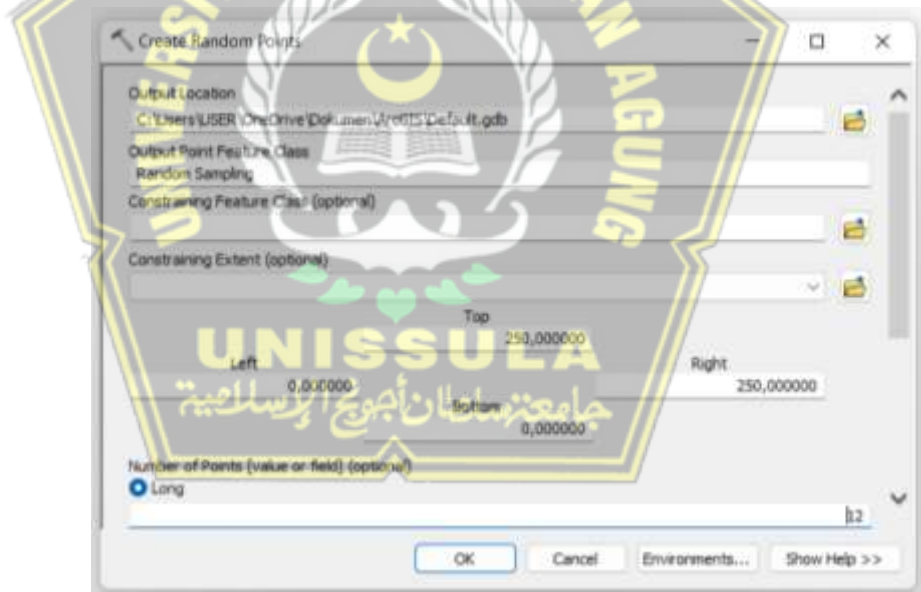 Create Random Points
Output Location
C:\Users\USER\OneDrive\Dokumen\ArcGIS\Default.gdb
Output Point Feature Class
Random Sampling
Constraining Feature Class (optional)
Constraining Extent (optional)
Top
250,000000
Left
0,000000
Right
250,000000
Bottom
0,000000
Number of Points [value or field] (optional)
Long
12
OK Cancel Environments... Show Help >>
AGUNG
UNISSULA
جامعتسلطان أجونج الإسلامية